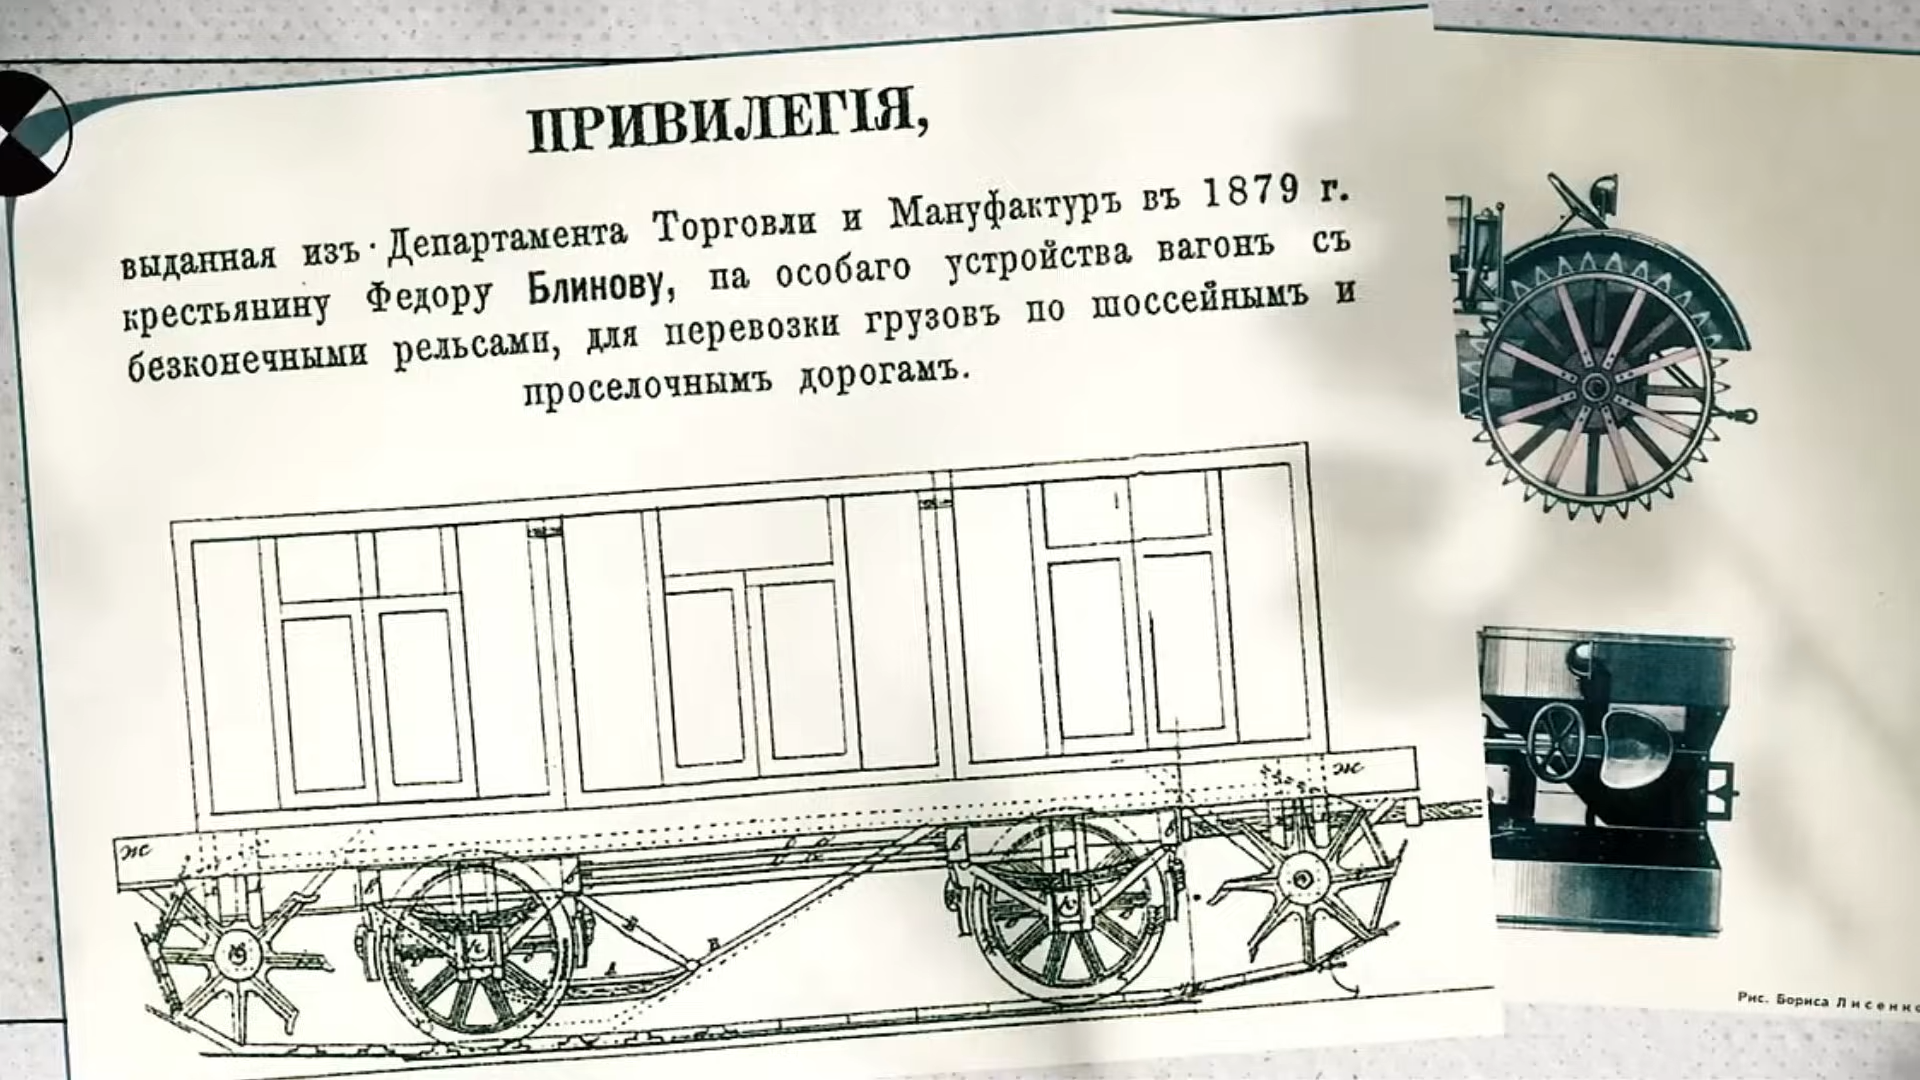 ПРИВИЛЕГІЯ,
выданная изъ Департамента Торговли и Мануфактуръ въ 1879 г.
крестьянину Федору Блинову, па особаго устройства вагонъ съ
безконечными рельсами, для перевозки грузовъ по шоссейнымъ и
проселочнымъ дорогамъ.
ж
ж
Рис. Бориса Лисенко